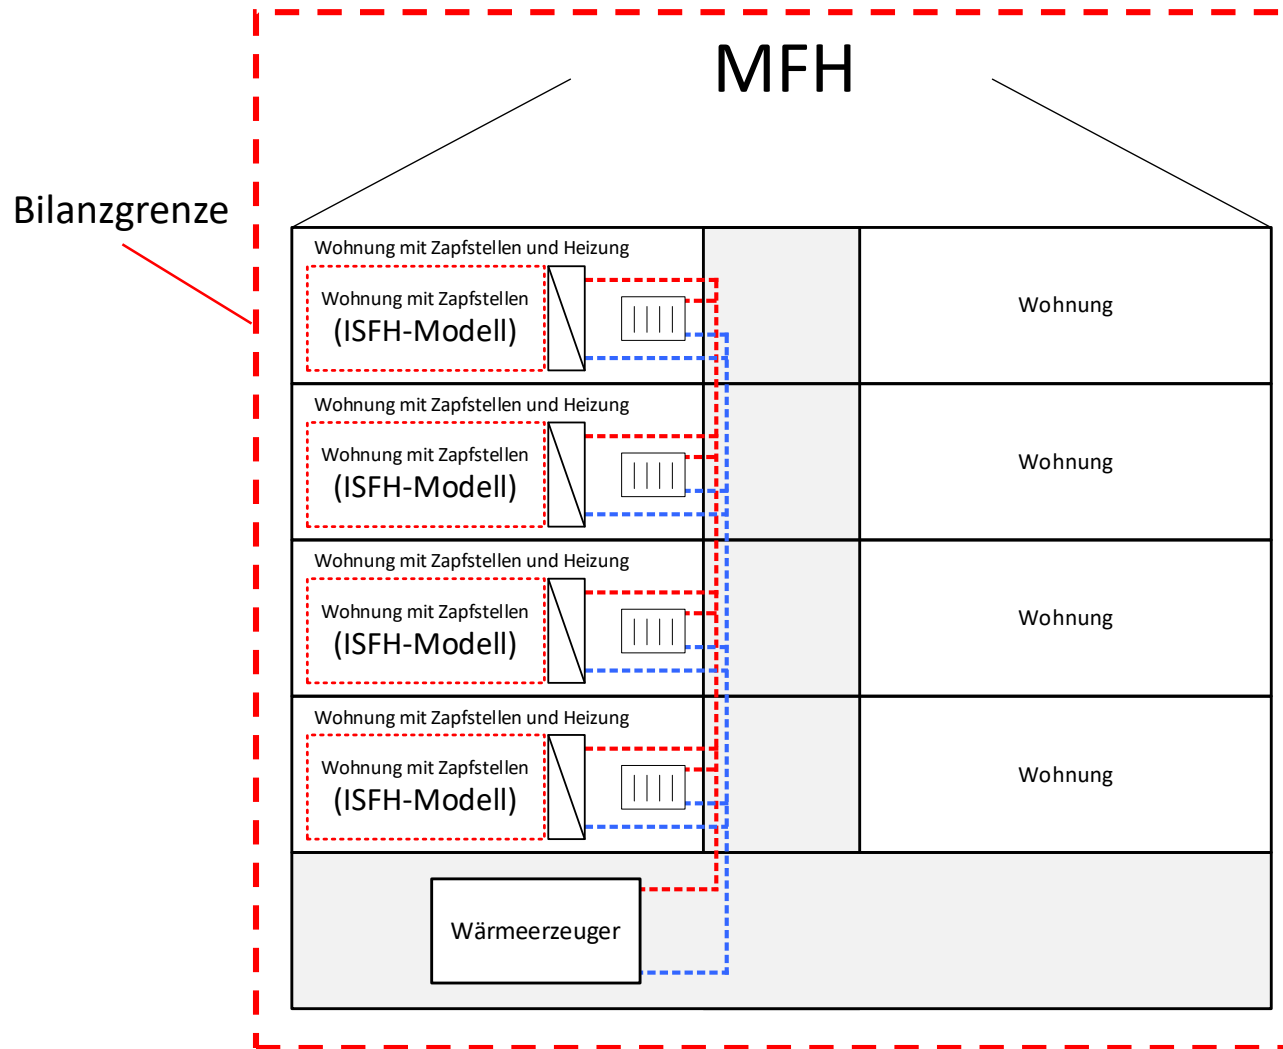 MFH
Bilanzgrenze
Wohnung mit Zapfstellen und Heizung
Wohnung mit Zapfstellen
(ISFH-Modell)
Wohnung
Wohnung mit Zapfstellen und Heizung
Wohnung mit Zapfstellen
(ISFH-Modell)
Wohnung
Wohnung mit Zapfstellen und Heizung
Wohnung mit Zapfstellen
(ISFH-Modell)
Wohnung
Wohnung mit Zapfstellen und Heizung
Wohnung mit Zapfstellen
(ISFH-Modell)
Wohnung
Wärmeerzeuger